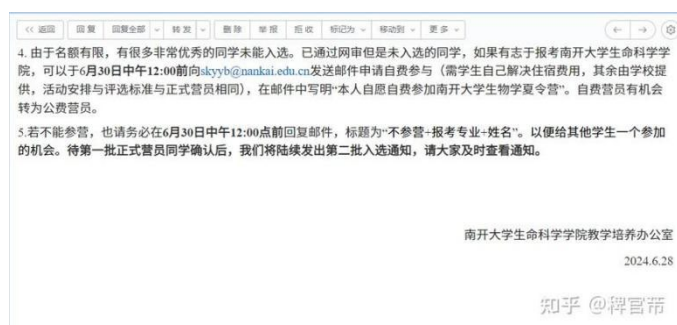 << 返回 回复 回复全部 转发 删除 举报 拒收 标记为 移动到 更多
4. 由于名额有限，有很多非常优秀的同学未能入选。已通过网审但是未入选的同学，如果有志于报考南开大学生命科学学
院，可以于6月30日中午12:00前向skyyb@nankai.edu.cn发送邮件申请自费参与（需学生自己解决住宿费用，其余由学校提
供，活动安排与评选标准与正式营员相同），在邮件中写明“本人自愿自费参加南开大学生物学夏令营”。自费营员有机会
转为公费营员。
5.若不能参营，也请务必在6月30日中午12:00点前回复邮件，标题为“不参营+报考专业+姓名”。以便给其他学生一个参加
的机会。待第一批正式营员同学确认后，我们将陆续发出第二批入选通知，请大家及时查看通知。
南开大学生命科学学院教学培养办公室
2024.6.28
知乎 @稗官芾